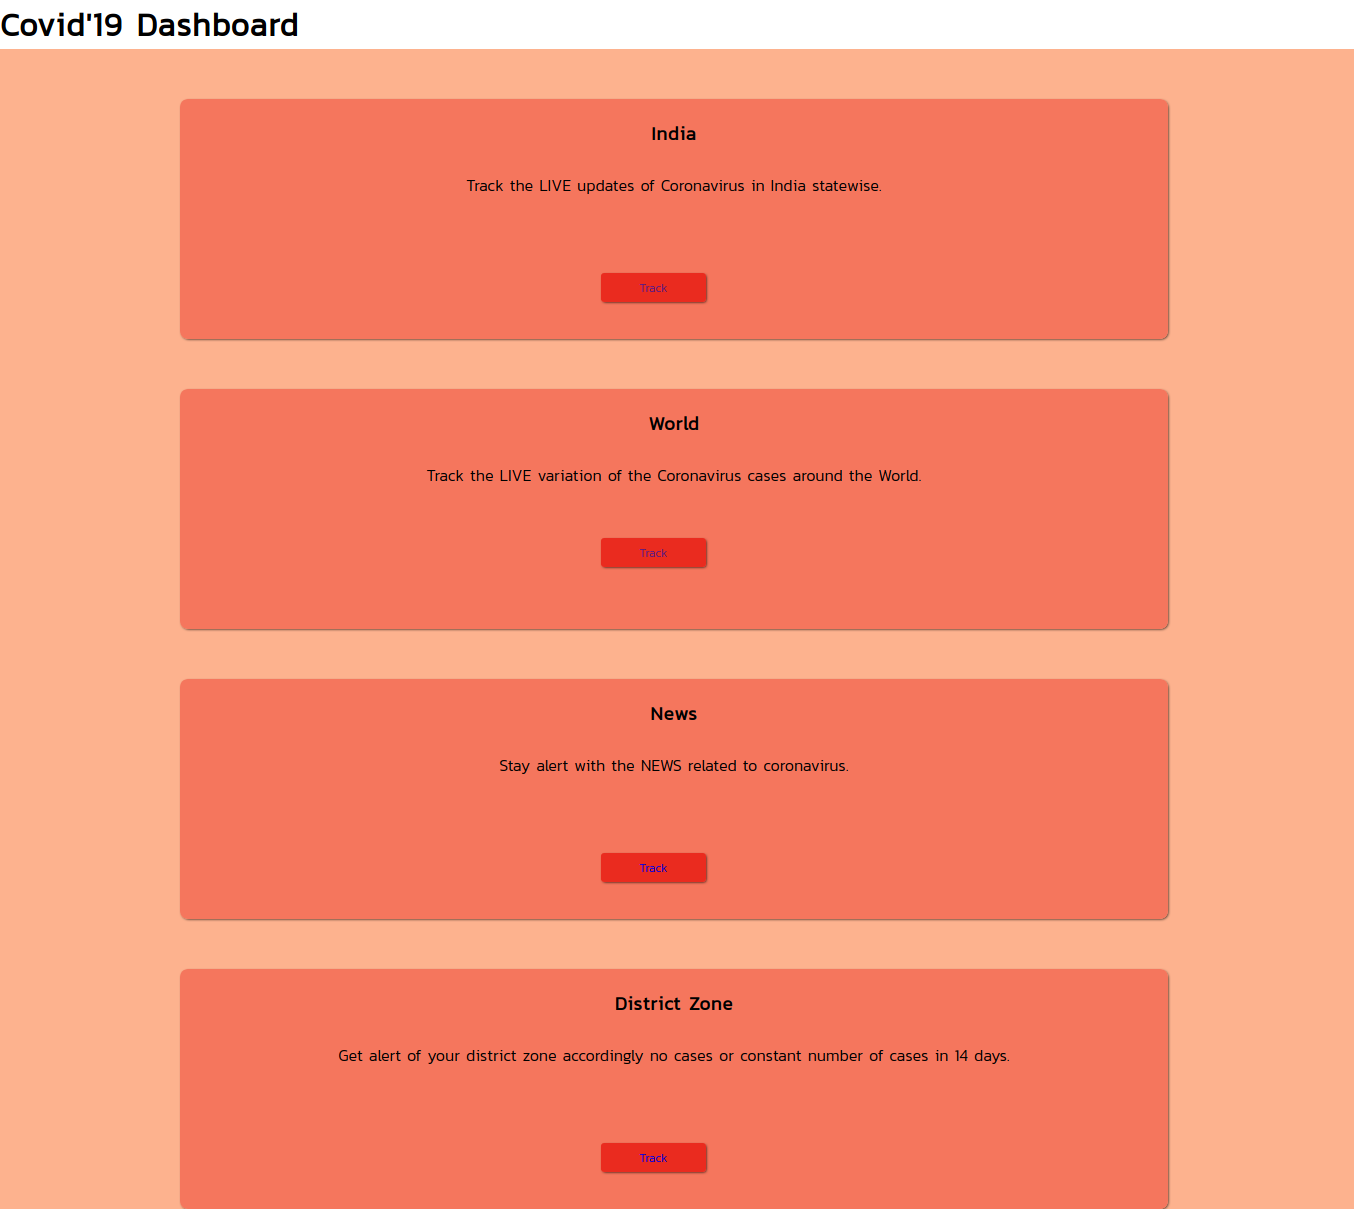 Covid'19 Dashboard
India
Track the LIVE updates of Coronavirus in India statewise.
Track
World
Track the LIVE variation of the Coronavirus cases around the World.
Track
News
Stay alert with the NEWS related to coronavirus.
Track
District Zone
Get alert of your district zone accordingly no cases or constant number of cases in 14 days.
Track